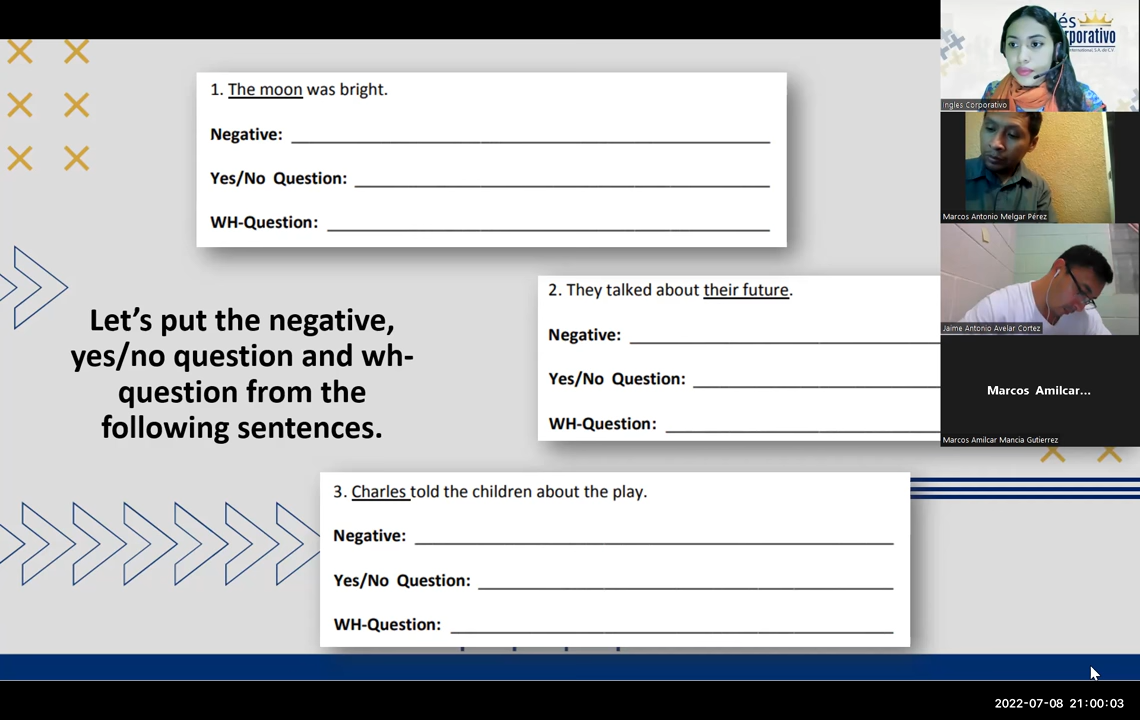 1. The moon was bright.
Negative:
Yes/No Question:
WH-Question:
Let's put the negative,
yes/no question and wh-
question from the
following sentences.
2. They talked about their future.
Negative:
Yes/No Question:
WH-Question:
3. Charles told the children about the play.
Negative:
Yes/No Question:
WH-Question:
Ingles Corporativo
Marcos Antonio Melgar Pérez
Jaime Antonio Avelar Cortez
Marcos Amilcar...
Marcos Amilcar Mancia Gutierrez
2022-07-08 21:00:03